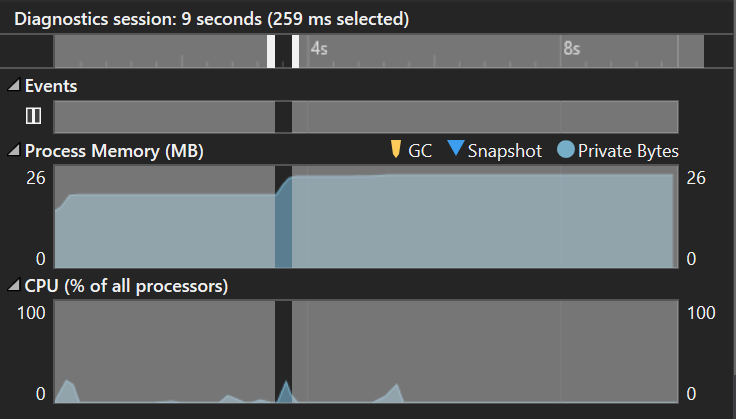 Diagnostics session: 9 seconds (259 ms selected)
4s 8s
Events
Process Memory (MB) GC Snapshot Private Bytes
26 26
0 0
CPU (% of all processors)
100 100
0 0